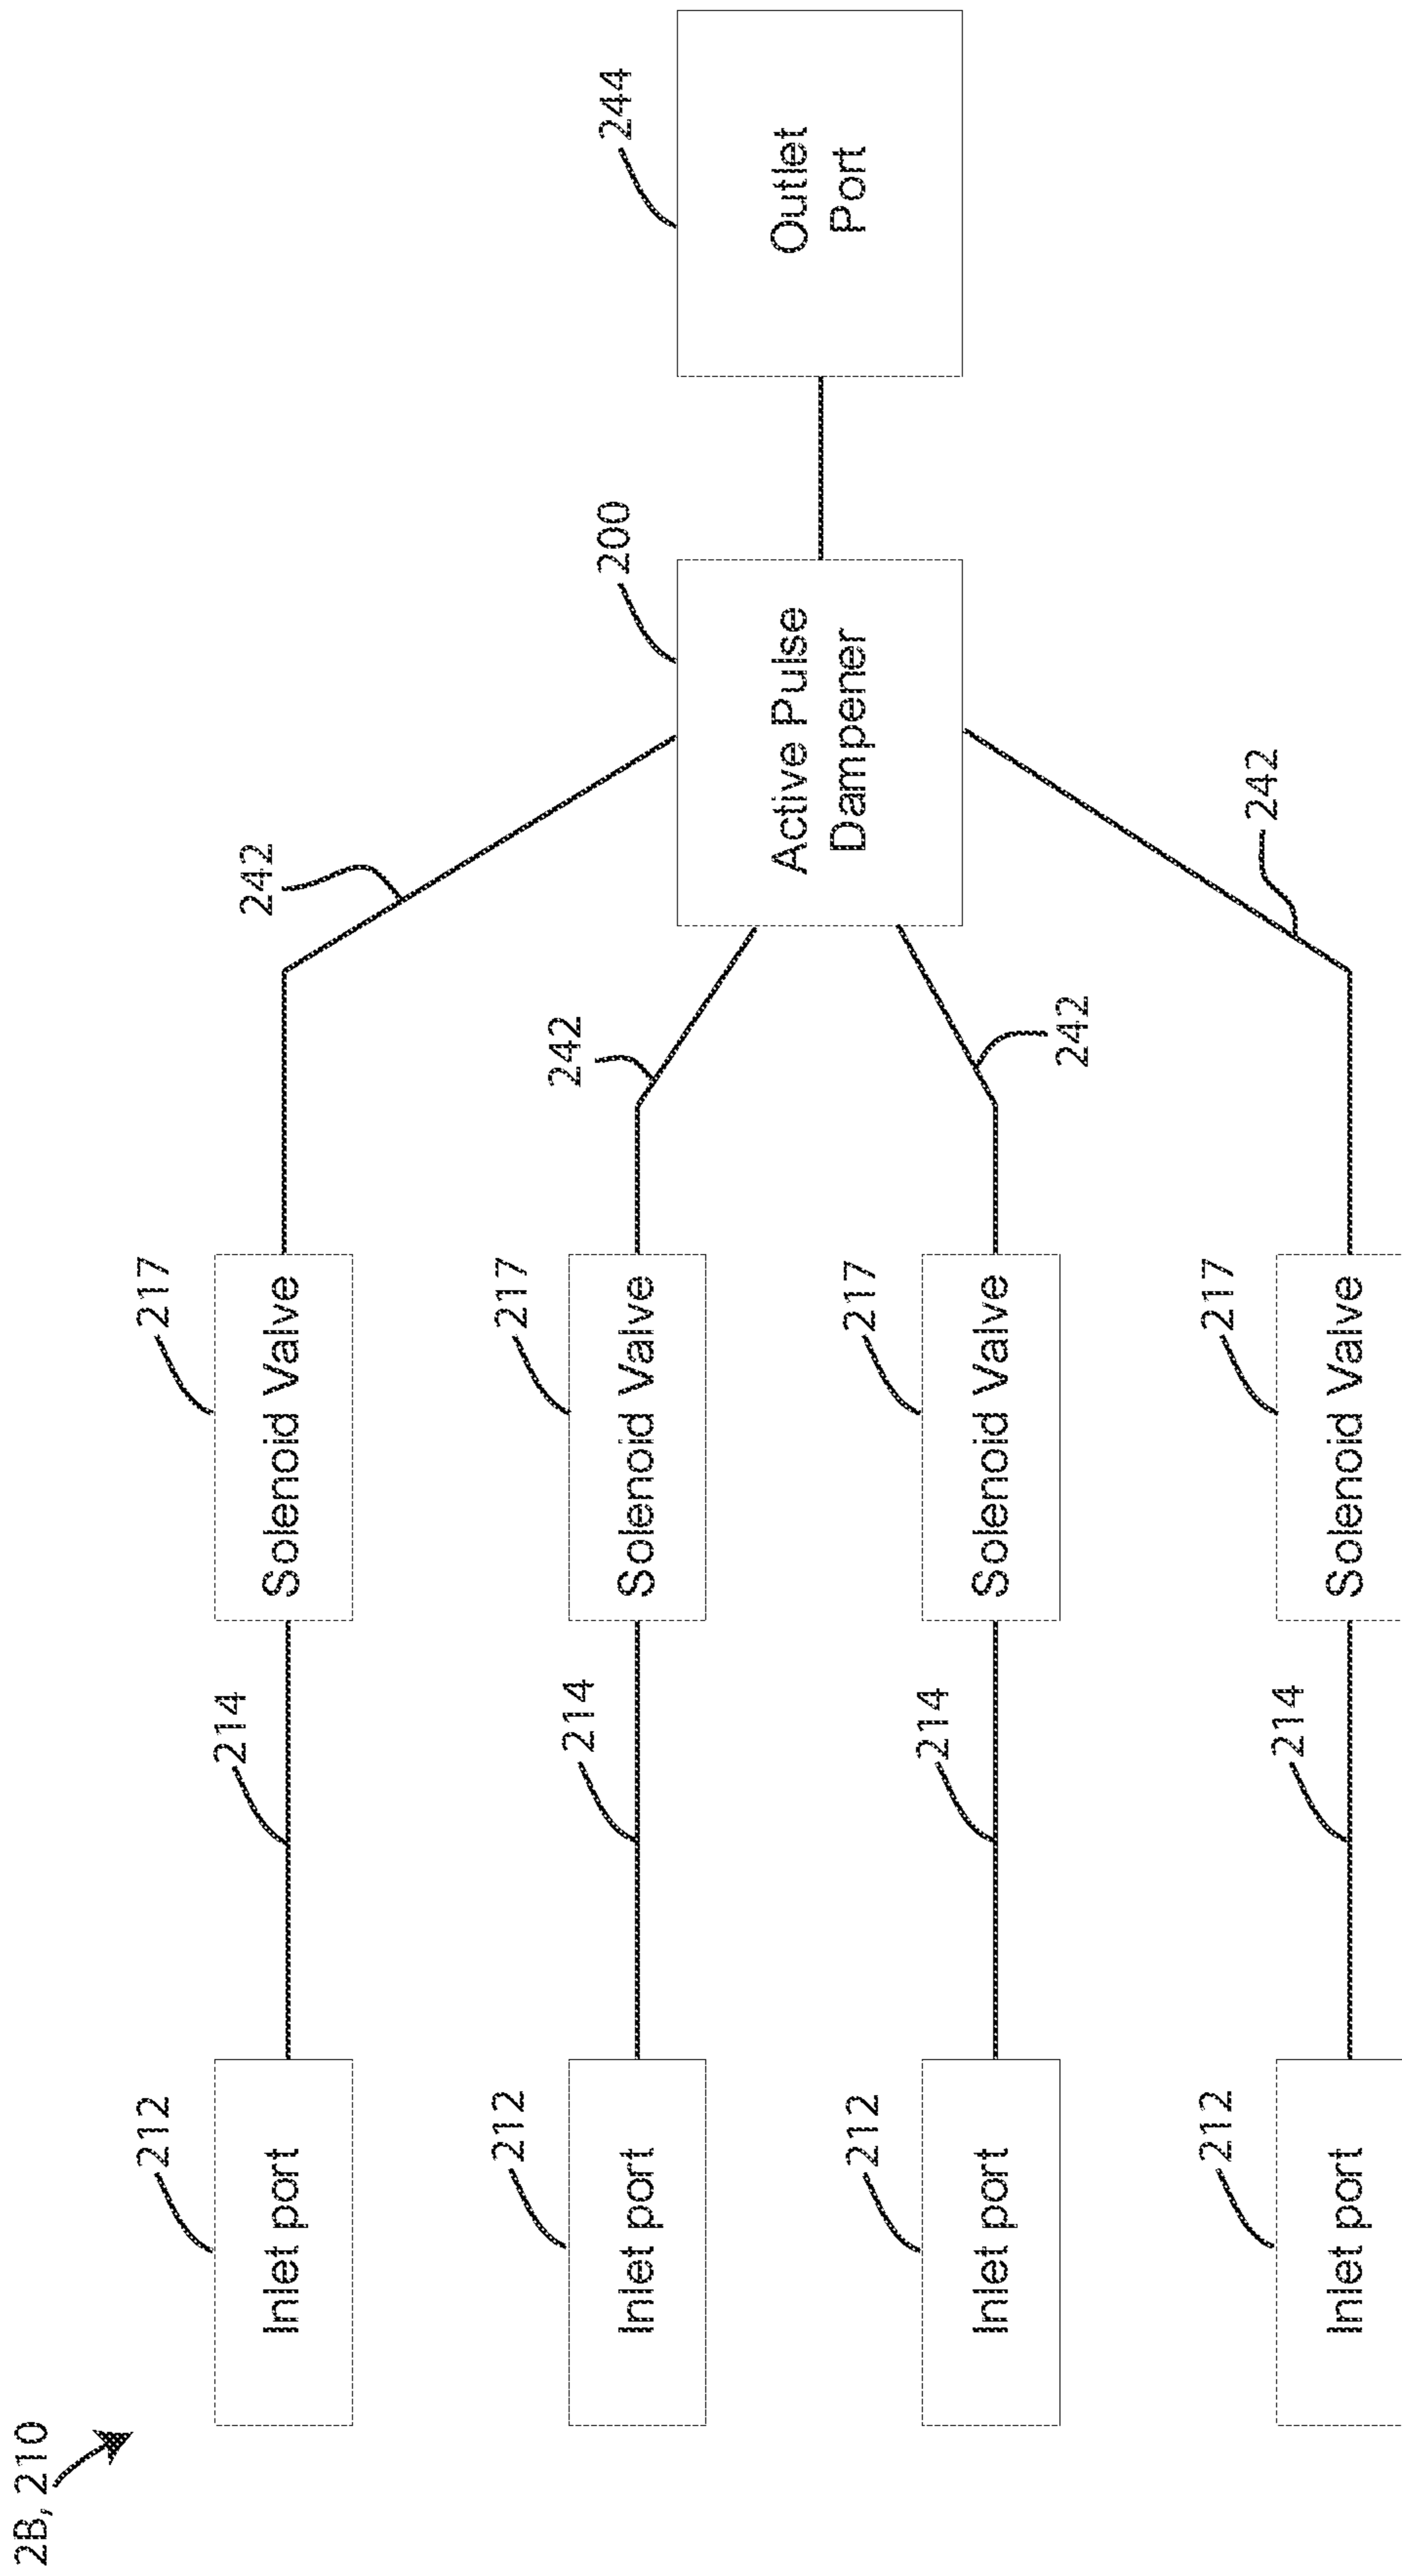 2B, 210
212
Inlet port
214
217
Solenoid Valve
242
212
Inlet port
214
217
Solenoid Valve
242
212
Inlet port
214
217
Solenoid Valve
242
212
Inlet port
214
217
Solenoid Valve
242
200
Active Pulse
Dampener
244
Outlet
Port